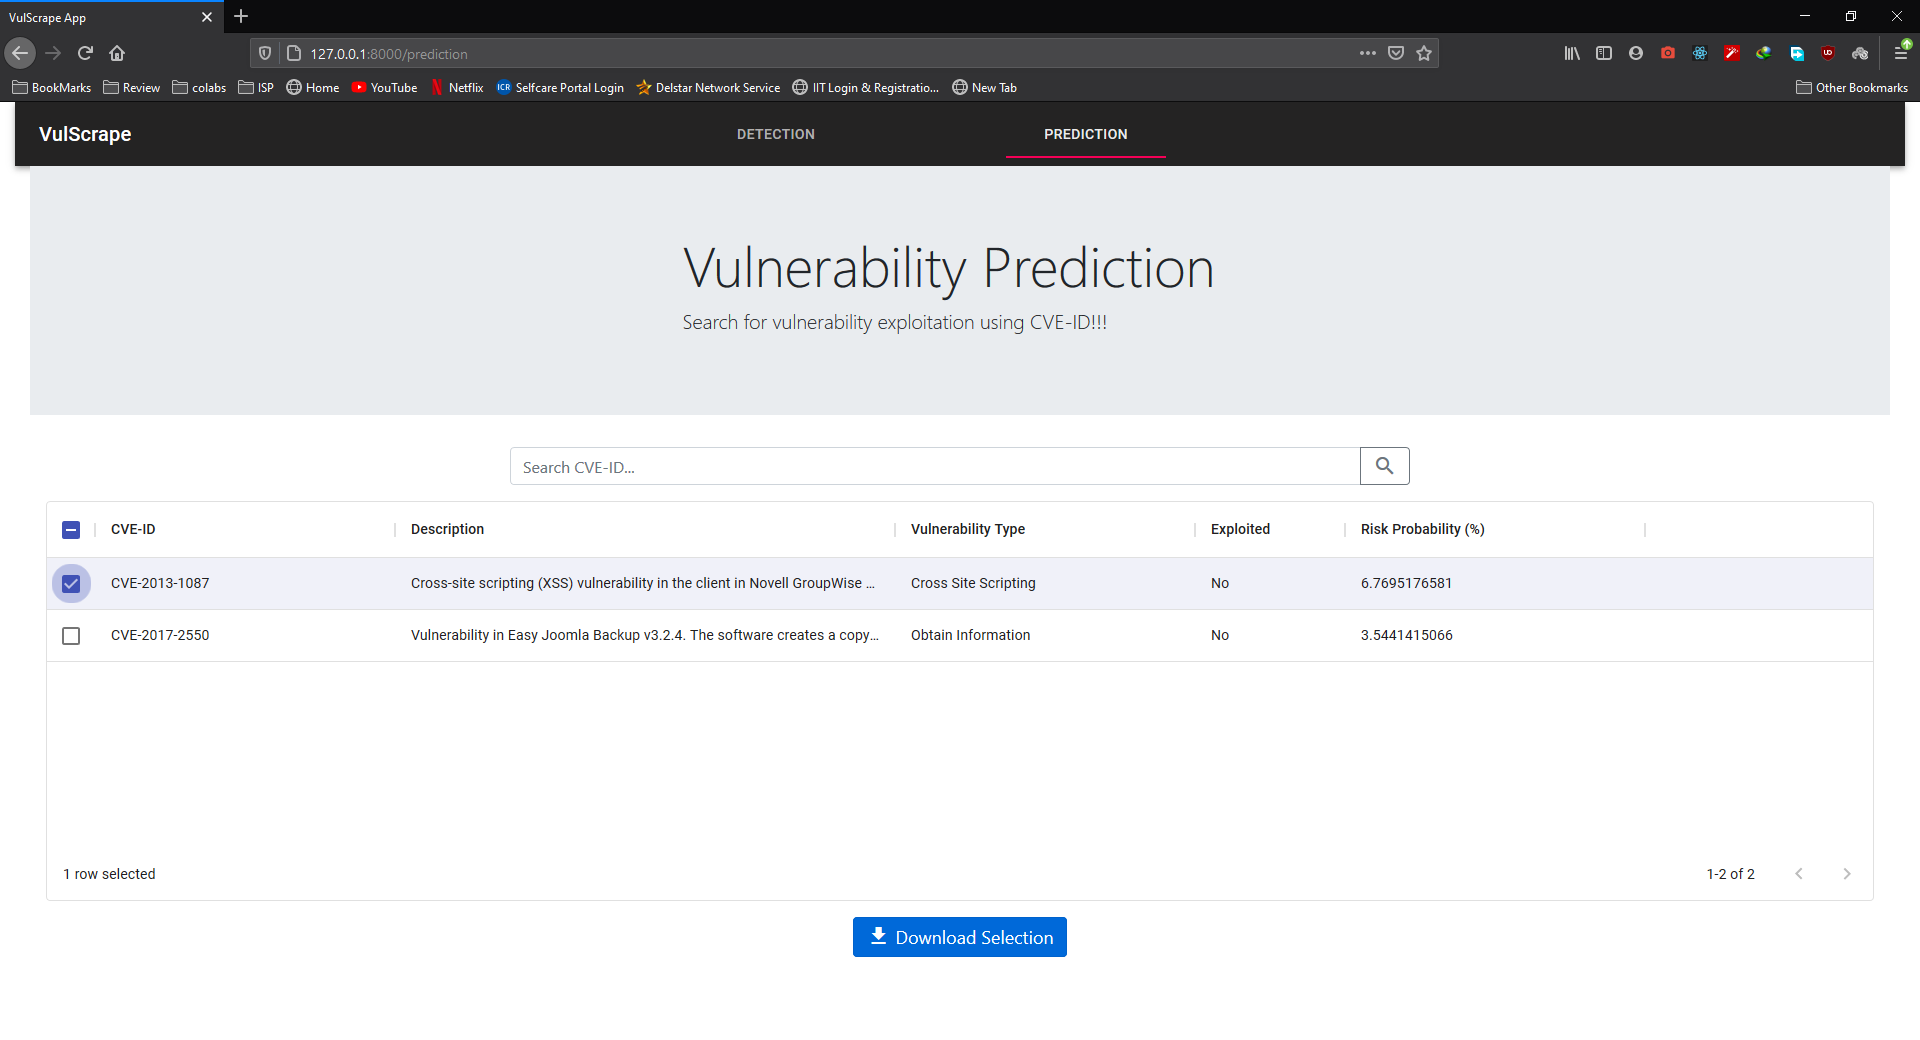 VulScrape App
127.0.0.1:8000/prediction
BookMarks Review colabs ISP Home YouTube Netflix ICR Selfcare Portal Login Delstar Network Service IIT Login & Registratio... New Tab Other Bookmarks
VulScrape DETECTION PREDICTION
Vulnerability Prediction
Search for vulnerability exploitation using CVE-ID!!!
Search CVE-ID...
CVE-ID Description Vulnerability Type Exploited Risk Probability (%)
CVE-2013-1087 Cross-site scripting (XSS) vulnerability in the client in Novell GroupWise ... Cross Site Scripting No 6.7695176581
CVE-2017-2550 Vulnerability in Easy Joomla Backup v3.2.4. The software creates a copy... Obtain Information No 3.5441415066
1 row selected 1-2 of 2
Download Selection